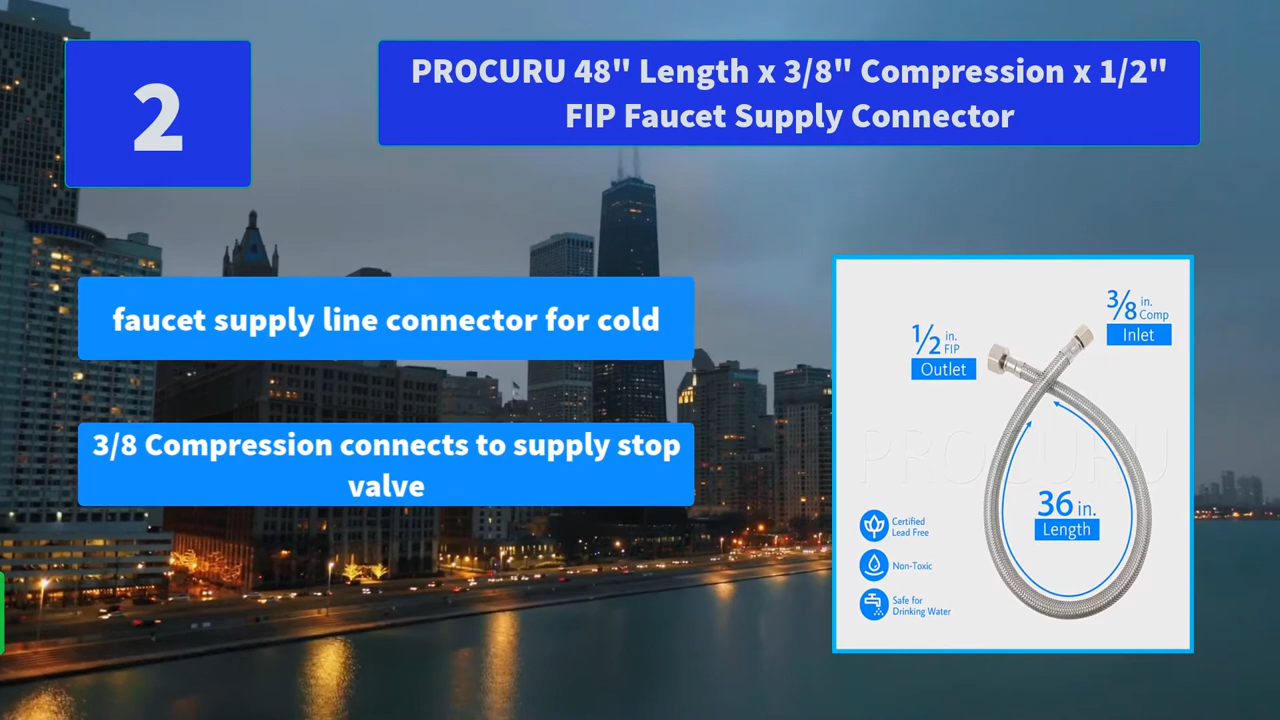 2
PROCURU 48" Length x 3/8" Compression x 1/2"
FIP Faucet Supply Connector
faucet supply line connector for cold
3/8 Compression connects to supply stop
valve
3/8 in.
Comp
Inlet
1/2 in.
FIP
Outlet
PROCURU
36 in.
Length
Certified
Lead Free
Non-Toxic
Safe for
Drinking Water